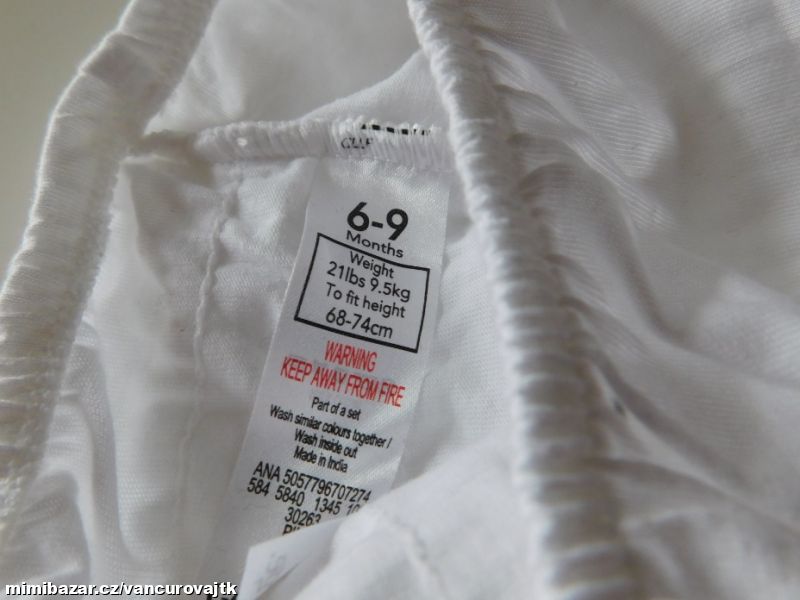 6-9
Months
Weight
21lbs 9.5kg
To fit height
68-74cm
WARNING
KEEP AWAY FROM FIRE
Part of a set
Wash similar colours together /
Wash inside out
Made in India
ANA 5057796707274
584 5840 1345
30263
mimibazar.cz/vancurovajtk